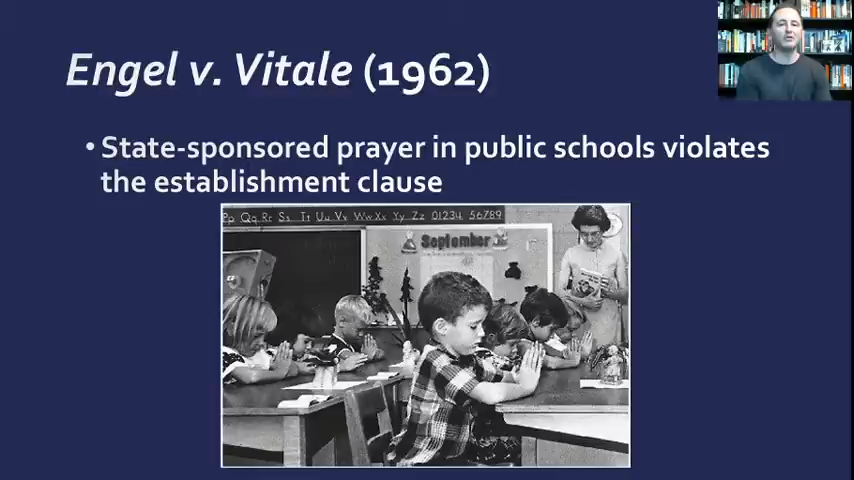 Engel v. Vitale (1962)
• State-sponsored prayer in public schools violates
the establishment clause
Pp Qq Rr Ss Tt Uu Vv Ww Xx Yy Zz 01234 56789
September